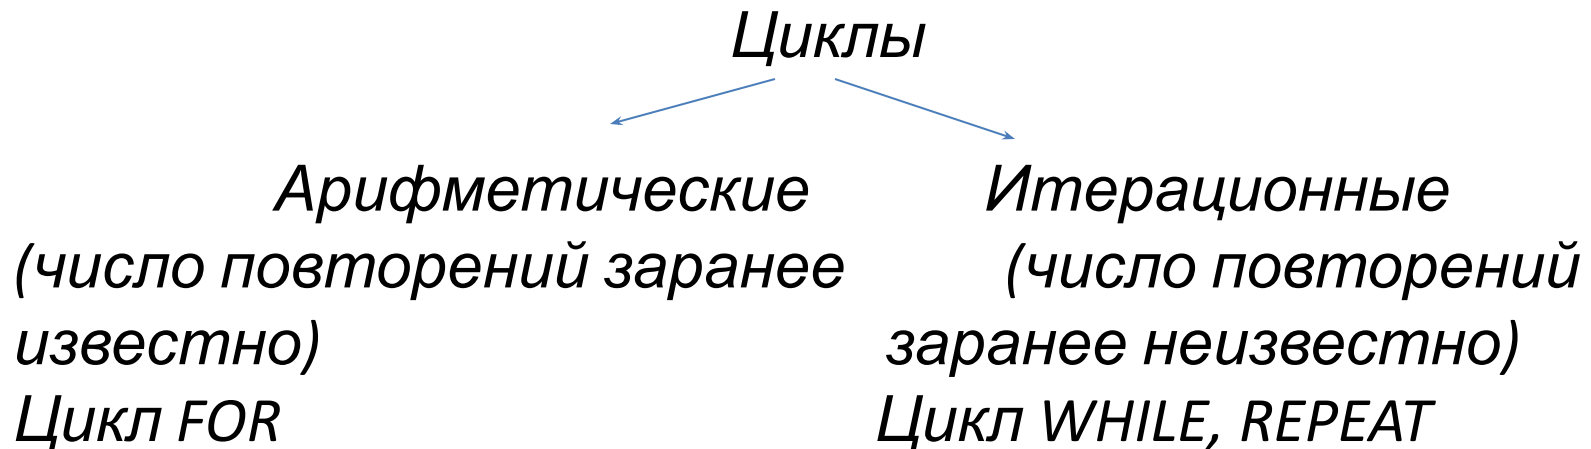 Циклы
Арифметические Итерационные
(число повторений заранее (число повторений
известно) заранее неизвестно)
Цикл FOR Цикл WHILE, REPEAT